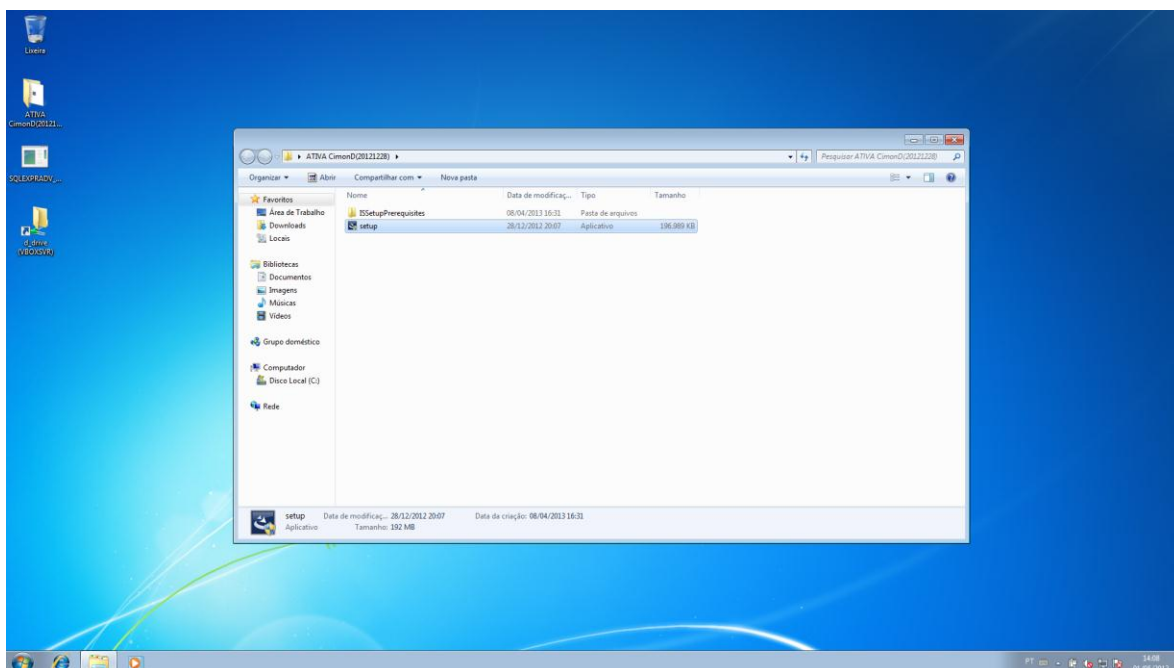 Lixeira
ATIVA
CimonD(20121...
SQLEXPRADV_...
d_drive
(VBOXSVR)
ATIVA CimonD(20121228)
Pesquisar ATIVA CimonD(20121228)
Organizar
Abrir
Compartilhar com
Nova pasta
Favoritos
Área de Trabalho
Downloads
Locais
Bibliotecas
Documentos
Imagens
Músicas
Vídeos
Grupo doméstico
Computador
Disco Local (C:)
Rede
Nome Data de modificaç... Tipo Tamanho
ISSetupPrerequisites 08/04/2013 16:31 Pasta de arquivos
setup 28/12/2012 20:07 Aplicativo 196.989 KB
setup Data de modificaç... 28/12/2012 20:07 Data da criação: 08/04/2013 16:31
Aplicativo Tamanho: 192 MB
PT
14:08